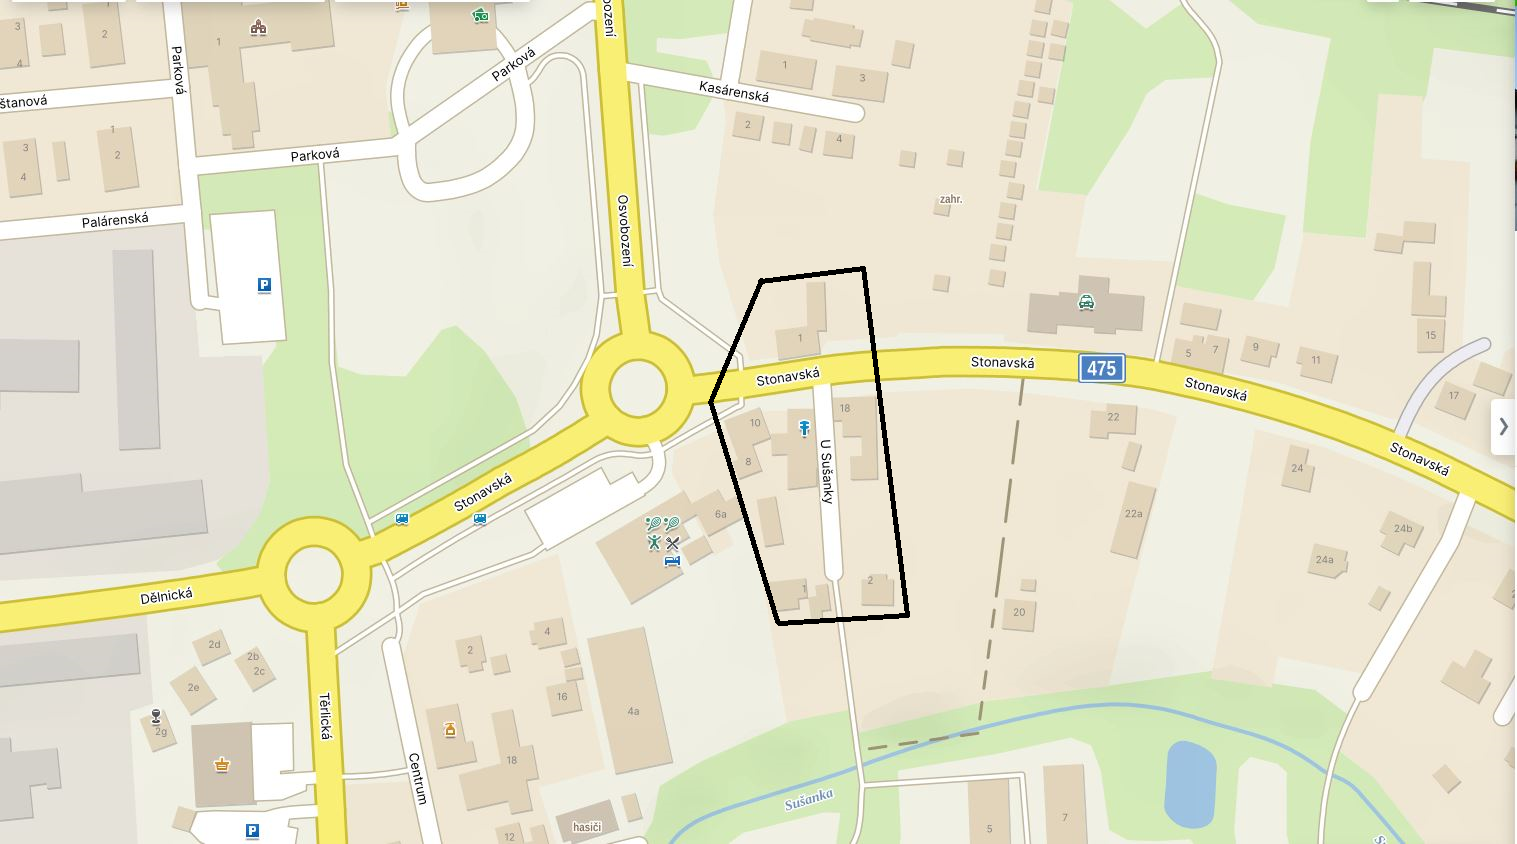 3
4
2
1
Parková
Parková
bození
Kasárenská
1
3
štanová
3
4
1
2
Parková
2
4
Palárenská
Osvobození
zahr.
P
1
Stonavská
Stonavská
475
Stonavská
5
7
9
11
15
17
Stonavská
10
8
18
U Sušanky
22
22a
24
24b
24a
Stonavská
6a
1
2
20
Dělnická
2d
2b
2c
2e
2g
Těrlická
2
4
16
4a
18
12
Centrum
hasiči
Sušanka
5
7
P
S